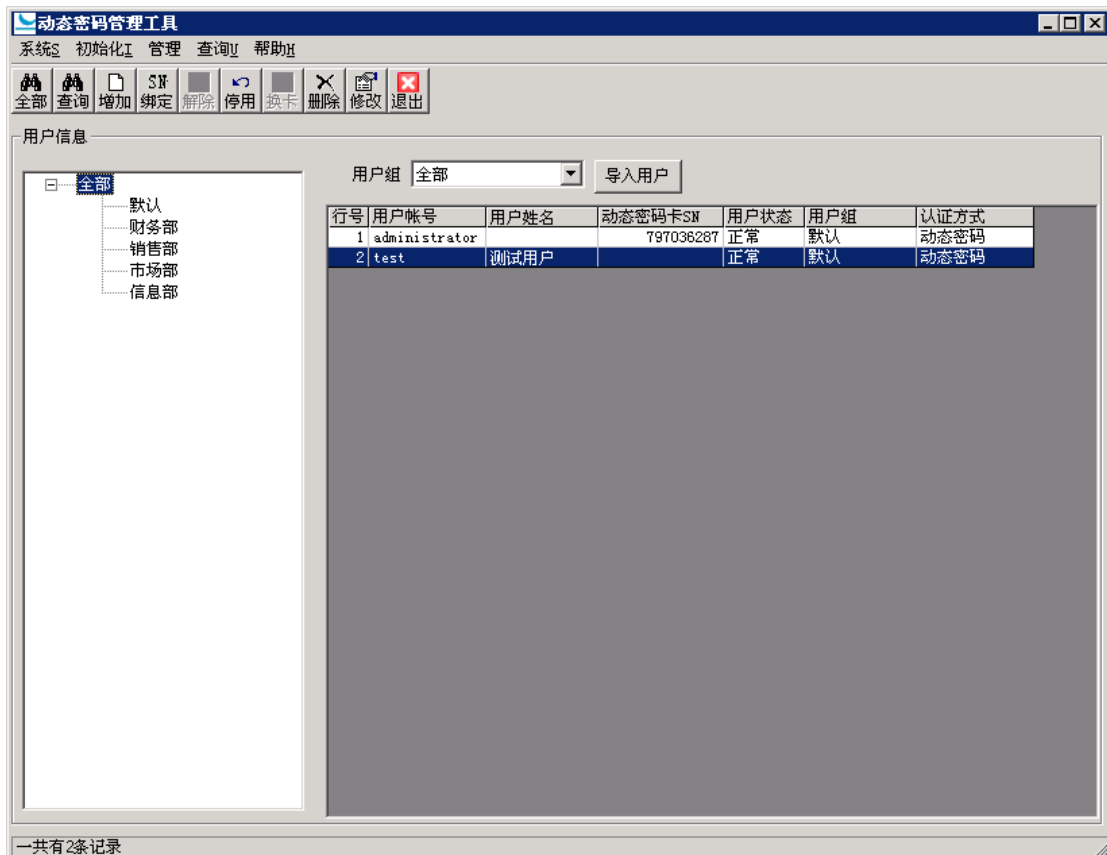 动态密码管理工具
系统S 初始化I 管理 查询U 帮助H
SN
全部 查询 增加 绑定 解除 停用 换卡 删除 修改 退出
用户信息
用户组 全部 导入用户
全部
默认
财务部
销售部
市场部
信息部
行号 用户帐号 用户姓名 动态密码卡SN 用户状态 用户组 认证方式
1 administrator 797036287 正常 默认 动态密码
2 test 测试用户 正常 默认 动态密码
一共有2条记录